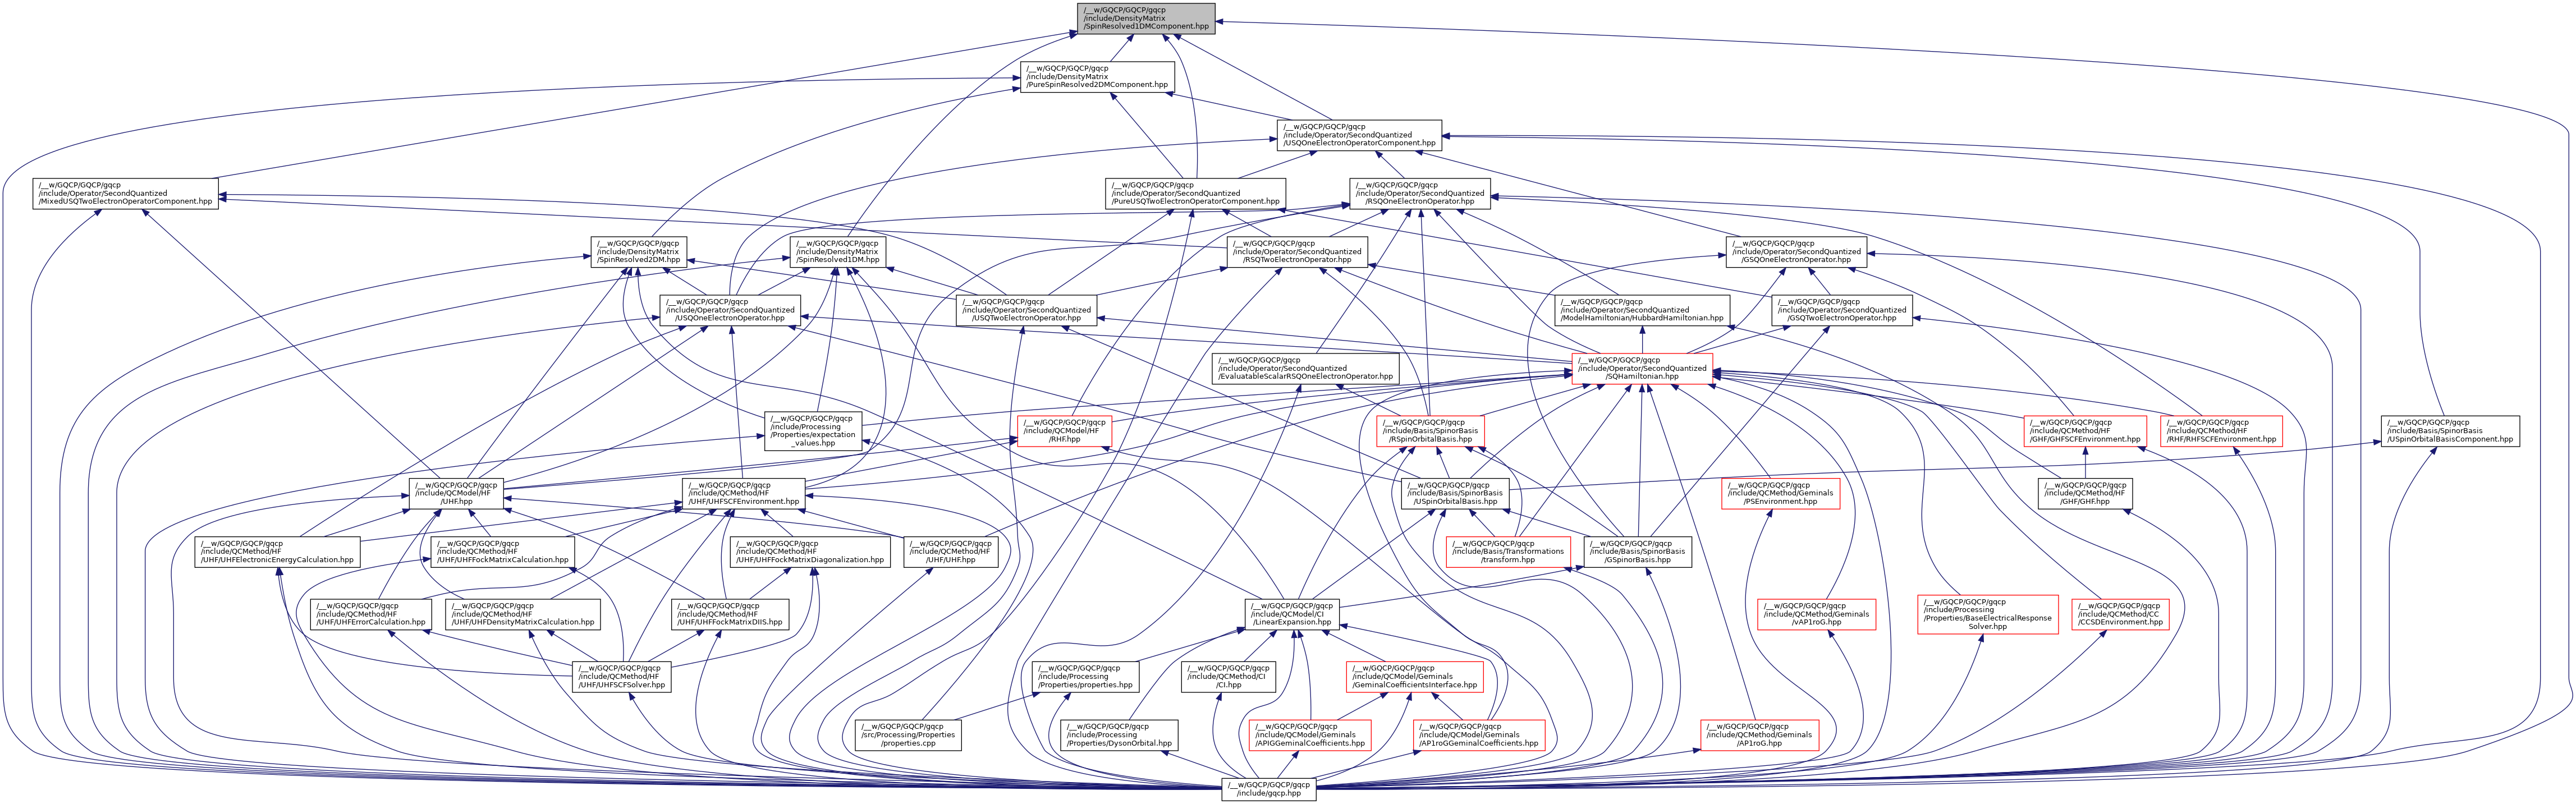 /__w/GQCP/GQCP/gqcp
/include/DensityMatrix
/SpinResolved1DMComponent.hpp
/__w/GQCP/GQCP/gqcp
/include/DensityMatrix
/PureSpinResolved2DMComponent.hpp
/__w/GQCP/GQCP/gqcp
/include/Operator/SecondQuantized
/USQOneElectronOperatorComponent.hpp
/__w/GQCP/GQCP/gqcp
/include/Operator/SecondQuantized
/MixedUSQTwoElectronOperatorComponent.hpp
/__w/GQCP/GQCP/gqcp
/include/Operator/SecondQuantized
/PureUSQTwoElectronOperatorComponent.hpp
/__w/GQCP/GQCP/gqcp
/include/Operator/SecondQuantized
/RSQOneElectronOperator.hpp
/__w/GQCP/GQCP/gqcp
/include/DensityMatrix
/SpinResolved2DM.hpp
/__w/GQCP/GQCP/gqcp
/include/DensityMatrix
/SpinResolved1DM.hpp
/__w/GQCP/GQCP/gqcp
/include/Operator/SecondQuantized
/RSQTwoElectronOperator.hpp
/__w/GQCP/GQCP/gqcp
/include/Operator/SecondQuantized
/GSQOneElectronOperator.hpp
/__w/GQCP/GQCP/gqcp
/include/Operator/SecondQuantized
/USQOneElectronOperator.hpp
/__w/GQCP/GQCP/gqcp
/include/Operator/SecondQuantized
/USQTwoElectronOperator.hpp
/__w/GQCP/GQCP/gqcp
/include/Operator/SecondQuantized
/ModelHamiltonian/HubbardHamiltonian.hpp
/__w/GQCP/GQCP/gqcp
/include/Operator/SecondQuantized
/GSQTwoElectronOperator.hpp
/__w/GQCP/GQCP/gqcp
/include/Operator/SecondQuantized
/EvaluatableScalarRSQOneElectronOperator.hpp
/__w/GQCP/GQCP/gqcp
/include/Operator/SecondQuantized
/SQHamiltonian.hpp
/__w/GQCP/GQCP/gqcp
/include/Processing
/Properties/expectation
_values.hpp
/__w/GQCP/GQCP/gqcp
/include/QCModel/HF
/RHF.hpp
/__w/GQCP/GQCP/gqcp
/include/Basis/SpinorBasis
/RSpinOrbitalBasis.hpp
/__w/GQCP/GQCP/gqcp
/include/QCMethod/HF
/GHF/GHFSCFEnvironment.hpp
/__w/GQCP/GQCP/gqcp
/include/QCMethod/HF
/RHF/RHFSCFEnvironment.hpp
/__w/GQCP/GQCP/gqcp
/include/Basis/SpinorBasis
/USpinOrbitalBasisComponent.hpp
/__w/GQCP/GQCP/gqcp
/include/QCModel/HF
/UHF.hpp
/__w/GQCP/GQCP/gqcp
/include/QCMethod/HF
/UHF/UHFSCFEnvironment.hpp
/__w/GQCP/GQCP/gqcp
/include/Basis/SpinorBasis
/USpinOrbitalBasis.hpp
/__w/GQCP/GQCP/gqcp
/include/QCMethod/Geminals
/PSEnvironment.hpp
/__w/GQCP/GQCP/gqcp
/include/QCMethod/HF
/GHF/GHF.hpp
/__w/GQCP/GQCP/gqcp
/include/QCMethod/HF
/UHF/UHFElectronicEnergyCalculation.hpp
/__w/GQCP/GQCP/gqcp
/include/QCMethod/HF
/UHF/UHFFockMatrixCalculation.hpp
/__w/GQCP/GQCP/gqcp
/include/QCMethod/HF
/UHF/UHFFockMatrixDiagonalization.hpp
/__w/GQCP/GQCP/gqcp
/include/QCMethod/HF
/UHF/UHF.hpp
/__w/GQCP/GQCP/gqcp
/include/Basis/Transformations
/transform.hpp
/__w/GQCP/GQCP/gqcp
/include/Basis/SpinorBasis
/GSpinorBasis.hpp
/__w/GQCP/GQCP/gqcp
/include/QCMethod/HF
/UHF/UHFErrorCalculation.hpp
/__w/GQCP/GQCP/gqcp
/include/QCMethod/HF
/UHF/UHFDensityMatrixCalculation.hpp
/__w/GQCP/GQCP/gqcp
/include/QCMethod/HF
/UHF/UHFFockMatrixDIIS.hpp
/__w/GQCP/GQCP/gqcp
/include/QCModel/CI
/LinearExpansion.hpp
/__w/GQCP/GQCP/gqcp
/include/QCMethod/Geminals
/vAP1roG.hpp
/__w/GQCP/GQCP/gqcp
/include/Processing
/Properties/BaseElectricalResponse
Solver.hpp
/__w/GQCP/GQCP/gqcp
/include/QCMethod/CC
/CCSDEnvironment.hpp
/__w/GQCP/GQCP/gqcp
/include/QCMethod/HF
/UHF/UHFSCFSolver.hpp
/__w/GQCP/GQCP/gqcp
/include/Processing
/Properties/properties.hpp
/__w/GQCP/GQCP/gqcp
/include/QCMethod/CI
/CI.hpp
/__w/GQCP/GQCP/gqcp
/include/QCModel/Geminals
/GeminalCoefficientsInterface.hpp
/__w/GQCP/GQCP/gqcp
/src/Processing/Properties
/properties.cpp
/__w/GQCP/GQCP/gqcp
/include/Processing
/Properties/DysonOrbital.hpp
/__w/GQCP/GQCP/gqcp
/include/QCModel/Geminals
/APIGGeminalCoefficients.hpp
/__w/GQCP/GQCP/gqcp
/include/QCModel/Geminals
/AP1roGGeminalCoefficients.hpp
/__w/GQCP/GQCP/gqcp
/include/QCMethod/Geminals
/AP1roG.hpp
/__w/GQCP/GQCP/gqcp
/include/gqcp.hpp